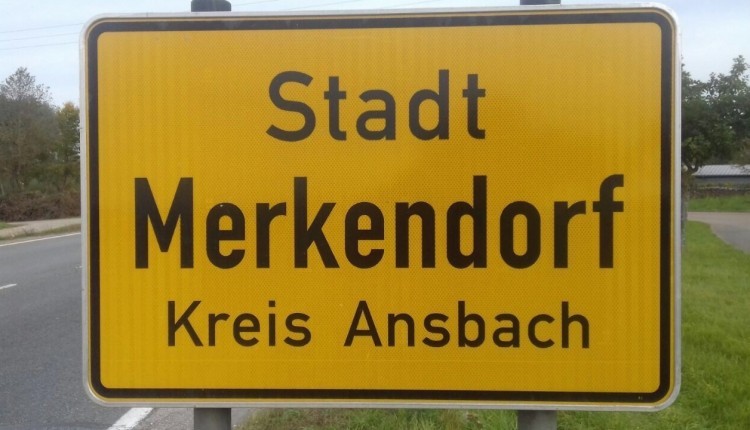 Stadt
Merkendorf
Kreis Ansbach